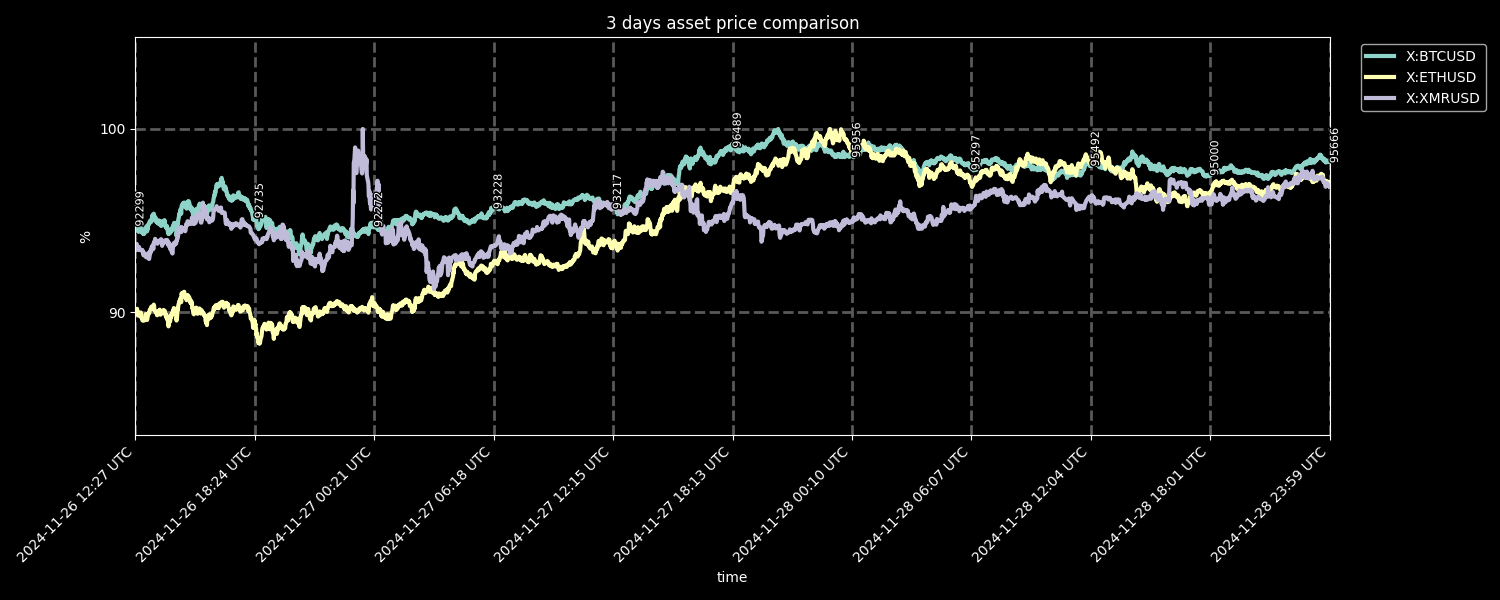 3 days asset price comparison
X:BTCUSD
X:ETHUSD
X:XMRUSD
100
90
%
92299
92735
92272
93228
93217
96489
95956
95297
95492
95000
95666
2024-11-26 12:27 UTC
2024-11-26 18:24 UTC
2024-11-27 00:21 UTC
2024-11-27 06:18 UTC
2024-11-27 12:15 UTC
2024-11-27 18:13 UTC
2024-11-28 00:10 UTC
2024-11-28 06:07 UTC
2024-11-28 12:04 UTC
2024-11-28 18:01 UTC
2024-11-28 23:59 UTC
time